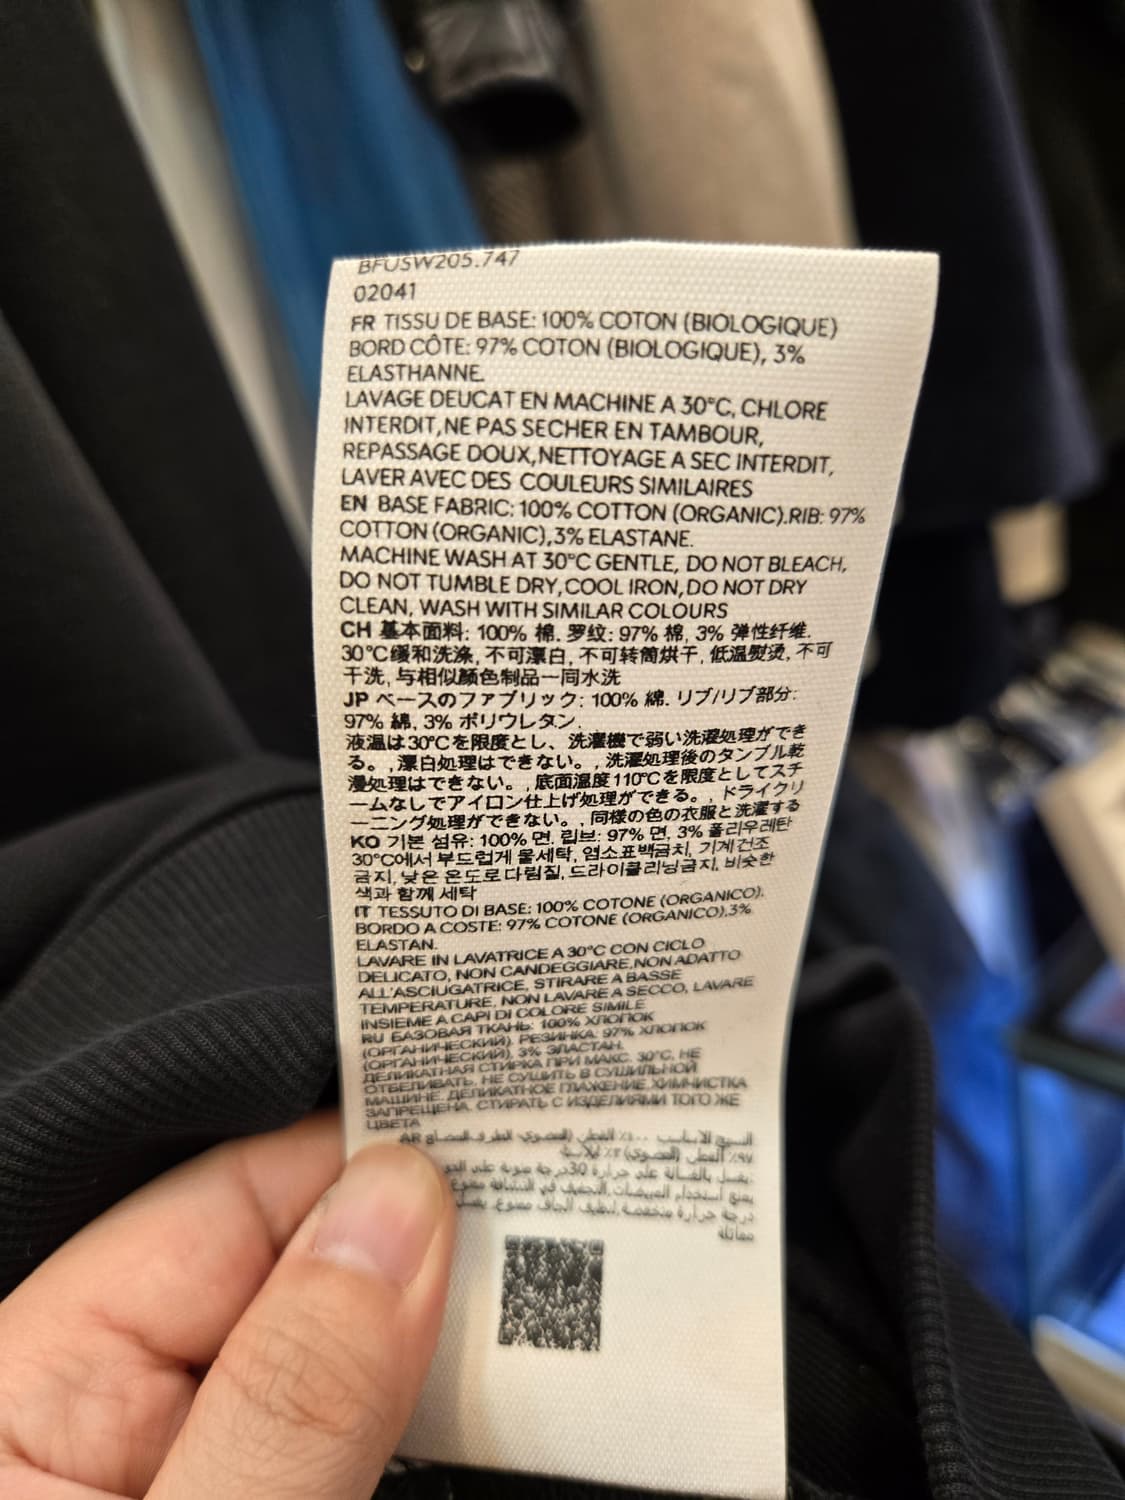 BFUSW205.747
02041
FR TISSU DE BASE: 100% COTON (BIOLOGIQUE)
BORD CÔTE: 97% COTON (BIOLOGIQUE), 3%
ELASTHANNE.
LAVAGE DEUCAT EN MACHINE A 30°C, CHLORE
INTERDIT,NE PAS SECHER EN TAMBOUR,
REPASSAGE DOUX,NETTOYAGE A SEC INTERDIT,
LAVER AVEC DES COULEURS SIMILAIRES
EN BASE FABRIC: 100% COTTON (ORGANIC).RIB: 97%
COTTON (ORGANIC),3% ELASTANE.
MACHINE WASH AT 30°C GENTLE, DO NOT BLEACH,
DO NOT TUMBLE DRY,COOL IRON,DO NOT DRY
CLEAN, WASH WITH SIMILAR COLOURS
CH 基本面料: 100% 棉. 罗纹: 97% 棉, 3% 弹性纤维.
30°C缓和洗涤, 不可漂白, 不可转筒烘干, 低温熨烫, 不可
干洗, 与相似颜色制品一同水洗
JP ベースのファブリック: 100% 綿. リブ/リブ部分:
97% 綿, 3% ポリウレタン.
液温は30°Cを限度とし、洗濯機で弱い洗濯処理ができ
る。, 漂白処理はできない。, 洗濯処理後のタンブル乾
燥処理はできない。, 底面温度110°Cを限度としてスチ
ームなしでアイロン仕上げ処理ができる。, ドライクリ
ーニング処理ができない。, 同様の色の衣服と洗濯する
KO 기본 섬유: 100% 면. 립브: 97% 면, 3% 폴리우레탄
30°C에서 부드럽게 물세탁, 염소표백금치, 기계건조
금지, 낮은 온도로다림질, 드라이클리닝금지, 비슷한
색과 함께 세탁
IT TESSUTO DI BASE: 100% COTONE (ORGANICO).
BORDO A COSTE: 97% COTONE (ORGANICO),3%
ELASTAN.
LAVARE IN LAVATRICE A 30°C CON CICLO
DELICATO, NON CANDEGGIARE,NON ADATTO
ALL'ASCIUGATRICE, STIRARE A BASSE
TEMPERATURE, NON LAVARE A SECCO, LAVARE
INSIEME A CAPI DI COLORE SIMILE
RU БАЗОВАЯ ТКАНЬ: 100% ХЛОПОК
(ОРГАНИЧЕСКИЙ). РЕЗИНКА: 97% ХЛОПОК
(ОРГАНИЧЕСКИЙ), 3% ЭЛАСТАН.
ДЕЛИКАТНАЯ СТИРКА ПРИ МАКС. 30°C, НЕ
ОТБЕЛИВАТЬ, НЕ СУШИТЬ В СУШИЛЬНОЙ
МАШИНЕ, ДЕЛИКАТНОЕ ГЛАЖЕНИЕ,ХИМЧИСТКА
ЗАПРЕЩЕНА, СТИРАТЬ С ИЗДЕЛИЯМИ ТОГО ЖЕ
ЦВЕТА
AR
درجة حرارة منخفضة
مماثلة